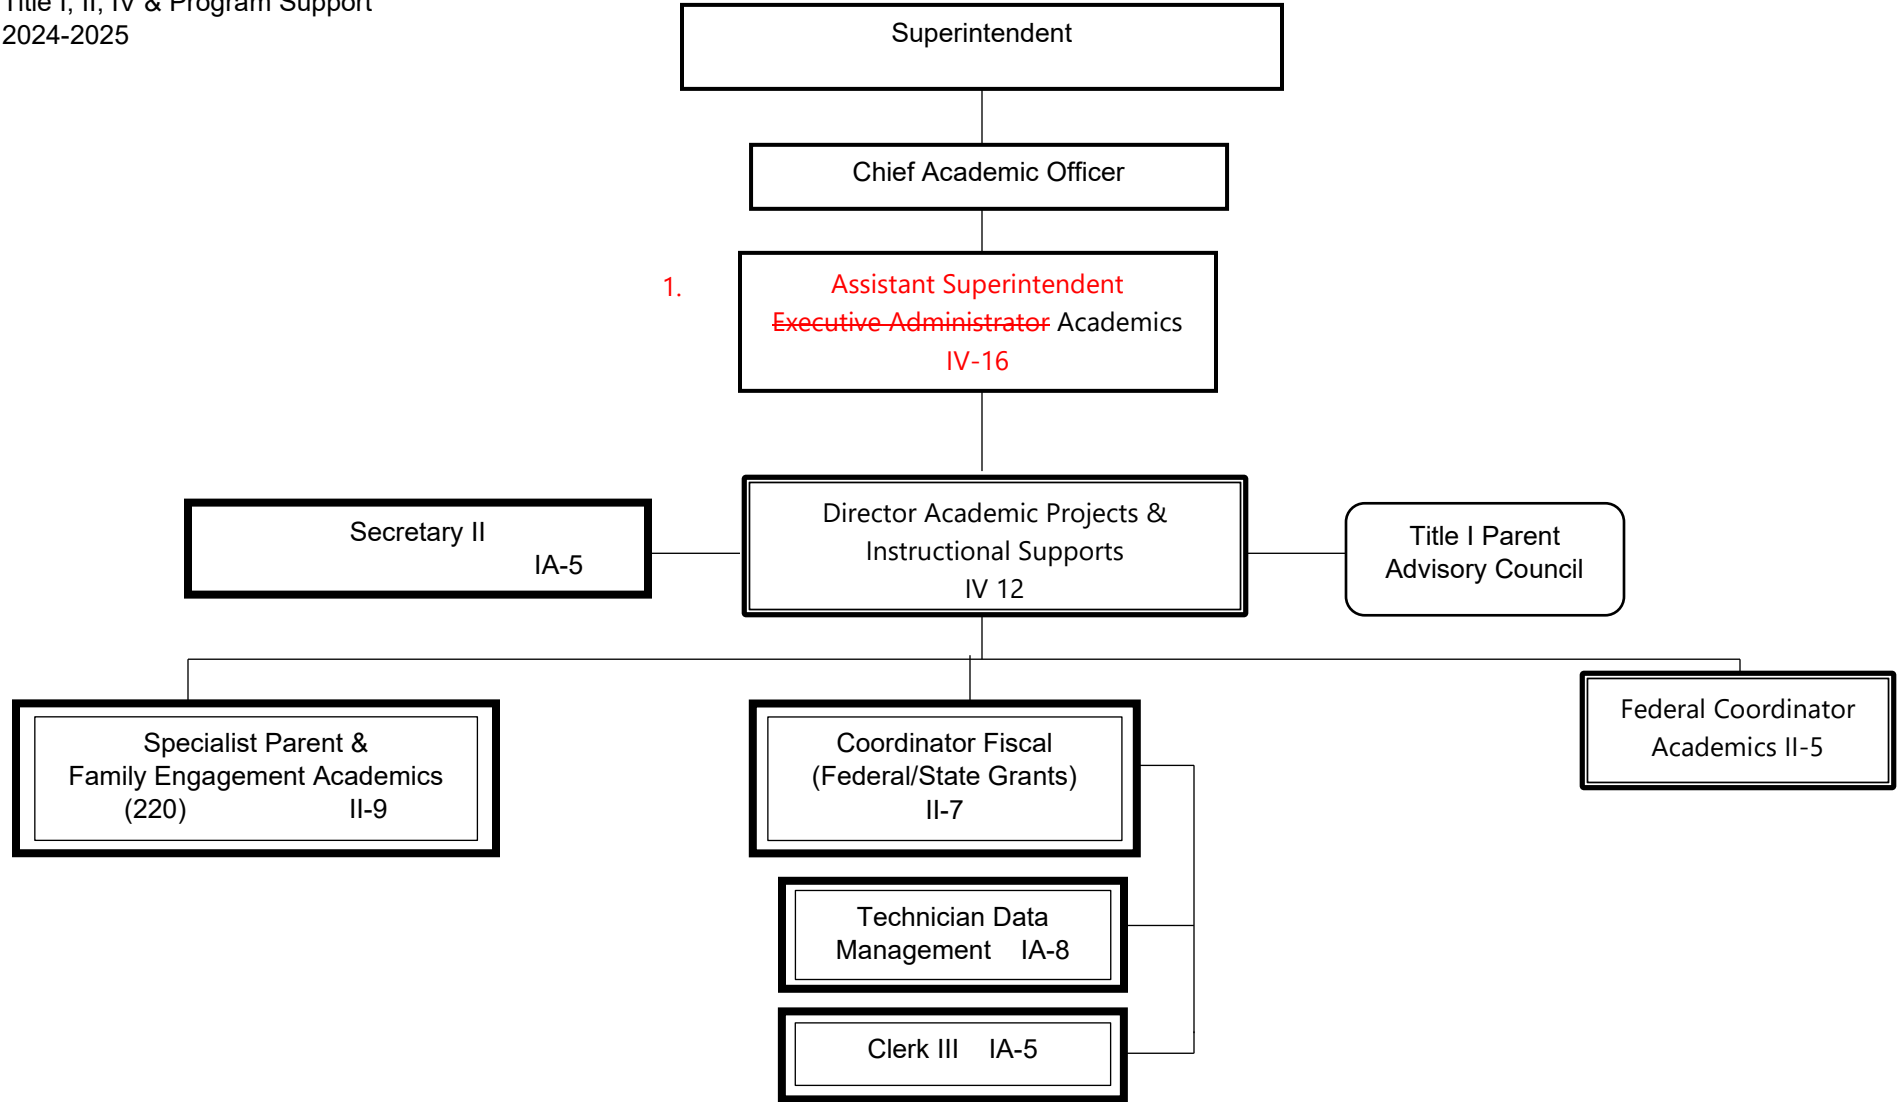 Title I, II, IV & Program Support
2024-2025
Superintendent
Chief Academic Officer
1.
Assistant Superintendent
Executive Administrator Academics
IV-16
Secretary II
IA-5
Director Academic Projects &
Instructional Supports
IV 12
Title I Parent
Advisory Council
Specialist Parent &
Family Engagement Academics
(220) II-9
Coordinator Fiscal
(Federal/State Grants)
II-7
Federal Coordinator
Academics II-5
Technician Data
Management IA-8
Clerk III IA-5